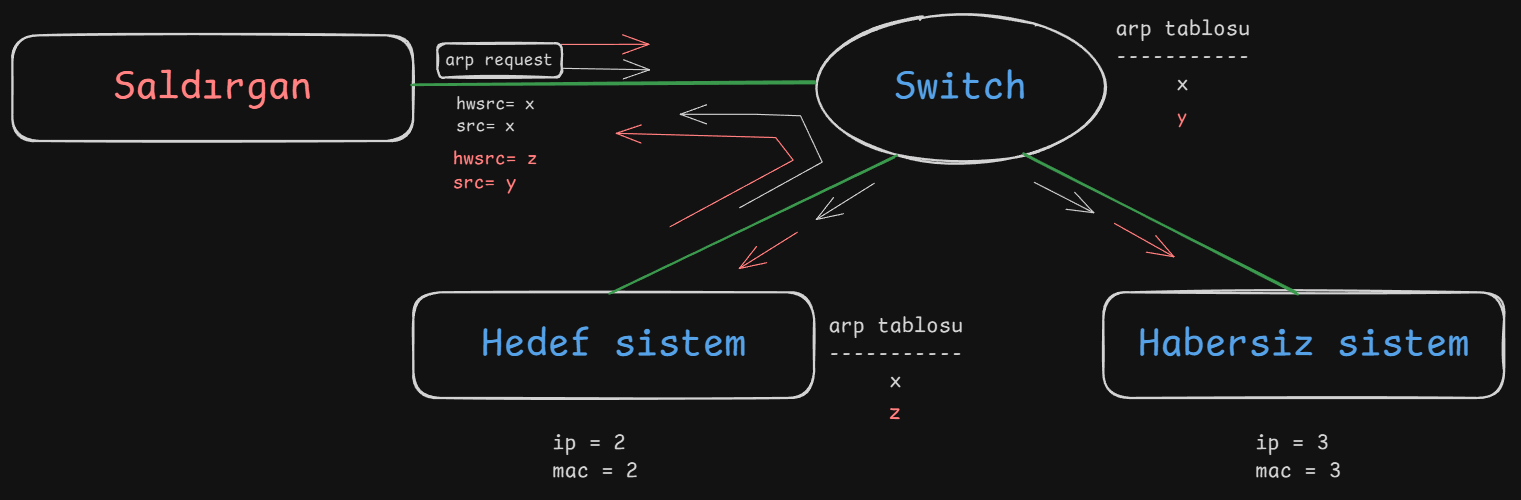 Saldırgan
arp request
hwsrc= x
src= x
hwsrc= z
src= y
Switch
arp tablosu
-----------
x
y
Hedef sistem
arp tablosu
-----------
x
z
ip = 2
mac = 2
Habersiz sistem
ip = 3
mac = 3